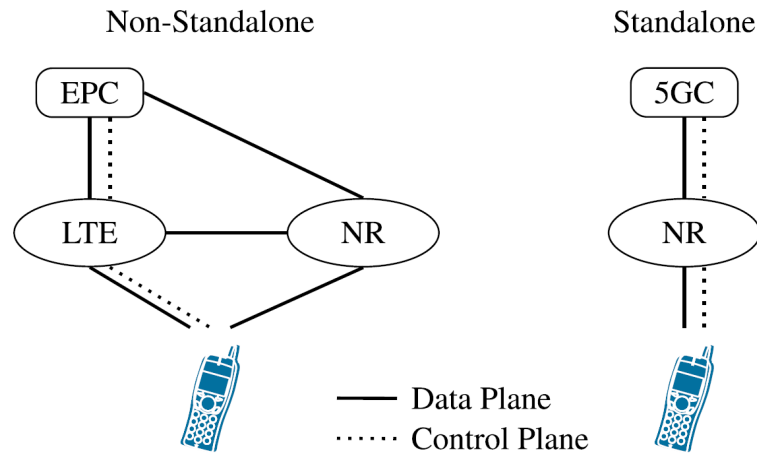 Non-Standalone
Standalone
EPC
5GC
LTE
NR
NR
Data Plane
Control Plane